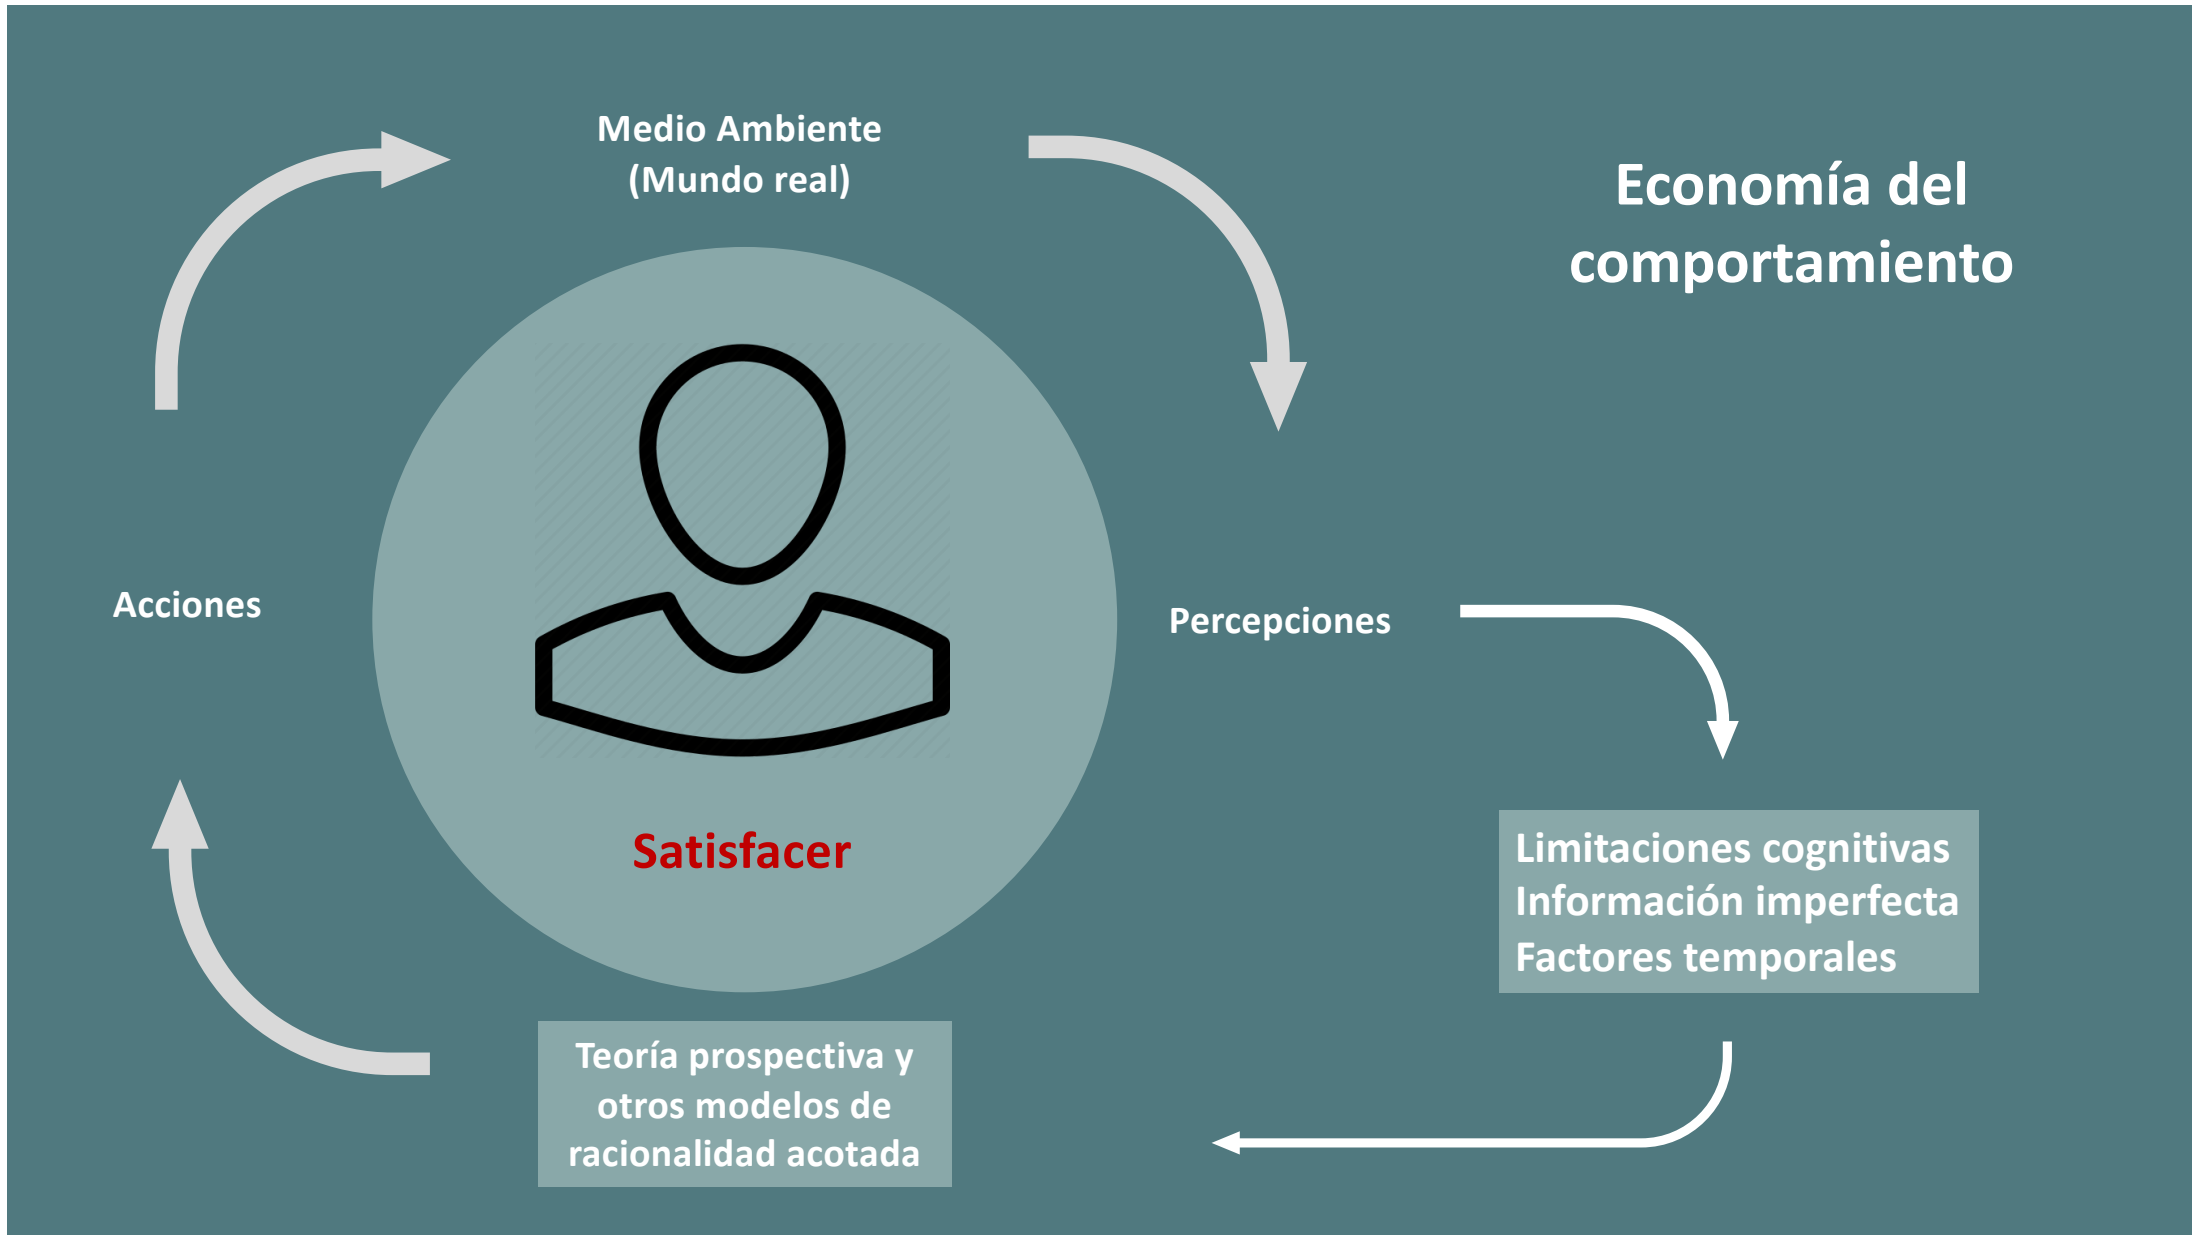 Medio Ambiente
(Mundo real)
Economía del
comportamiento
Acciones
Percepciones
Satisfacer
Limitaciones cognitivas
Información imperfecta
Factores temporales
Teoría prospectiva y
otros modelos de
racionalidad acotada